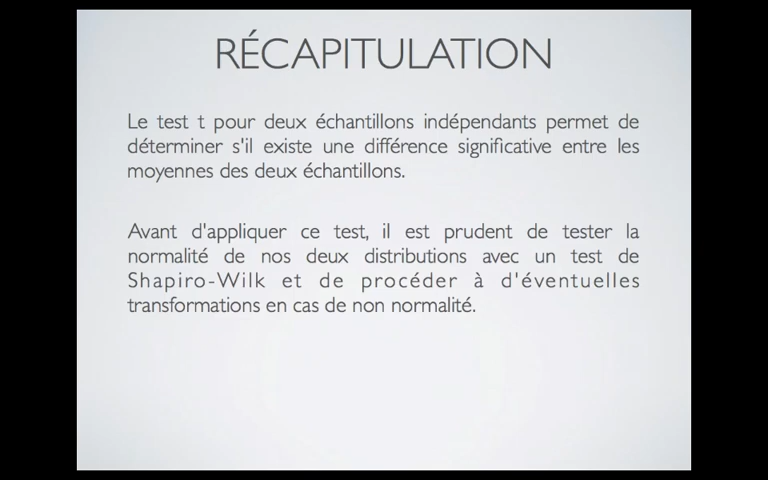 RÉCAPITULATION
Le test t pour deux échantillons indépendants permet de
déterminer s'il existe une différence significative entre les
moyennes des deux échantillons.
Avant d'appliquer ce test, il est prudent de tester la
normalité de nos deux distributions avec un test de
Shapiro-Wilk et de procéder à d'éventuelles
transformations en cas de non normalité.